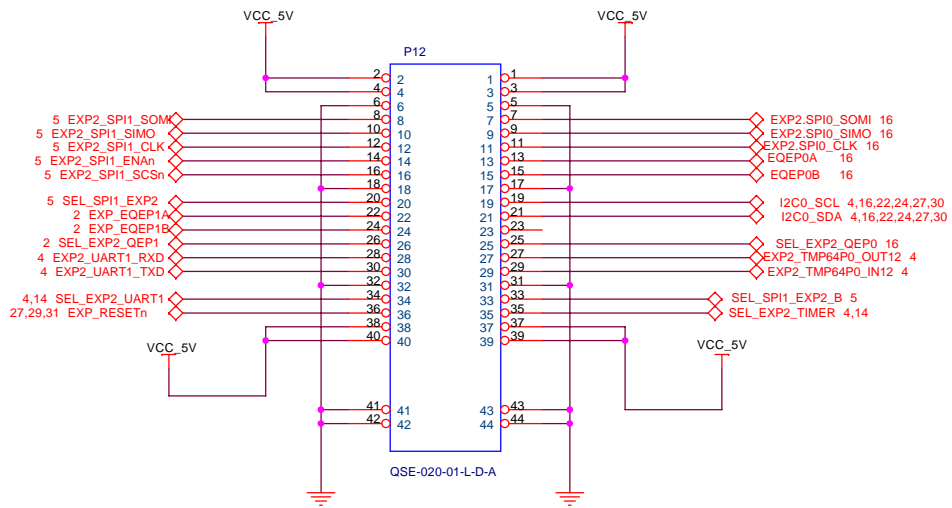 VCC_5V VCC_5V
P12
2 2 1 1
4 4 3 3
6 6 5 5
5 EXP2_SPI1_SOMI 8 8 7 7 EXP2.SPI0_SOMI 16
5 EXP2_SPI1_SIMO 10 10 9 9 EXP2.SPI0_SIMO 16
5 EXP2_SPI1_CLK 12 12 11 11 EXP2.SPI0_CLK 16
5 EXP2_SPI1_ENAn 14 14 13 13 EQEP0A 16
5 EXP2_SPI1_SCSn 16 16 15 15 EQEP0B 16
18 18 17 17
5 SEL_SPI1_EXP2 20 20 19 19 I2C0_SCL 4,16,22,24,27,30
2 EXP_EQEP1A 22 22 21 21 I2C0_SDA 4,16,22,24,27,30
2 EXP_EQEP1B 24 24 23 23
2 SEL_EXP2_QEP1 26 26 25 25 SEL_EXP2_QEP0 16
4 EXP2_UART1_RXD 28 28 27 27 EXP2_TMP64P0_OUT12 4
4 EXP2_UART1_TXD 30 30 29 29 EXP2_TMP64P0_IN12 4
32 32 31 31
4,14 SEL_EXP2_UART1 34 34 33 33 SEL_SPI1_EXP2_B 5
27,29,31 EXP_RESETn 36 36 35 35 SEL_EXP2_TIMER 4,14
38 38 37 37
VCC_5V 40 40 39 39 VCC_5V
41 41 43 43
42 42 44 44
QSE-020-01-L-D-A